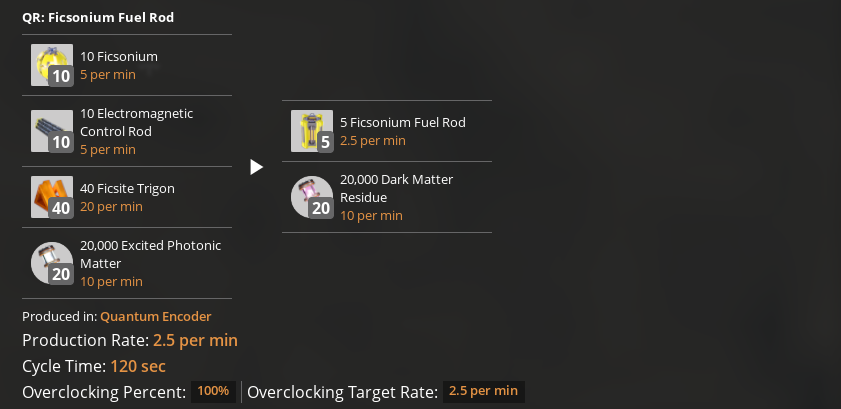 QR: Ficsonium Fuel Rod
10
10 Ficsonium
5 per min
10
10 Electromagnetic
Control Rod
5 per min
40
40 Ficsite Trigon
20 per min
20
20,000 Excited Photonic
Matter
10 per min
5
5 Ficsonium Fuel Rod
2.5 per min
20
20,000 Dark Matter
Residue
10 per min
Produced in: Quantum Encoder
Production Rate: 2.5 per min
Cycle Time: 120 sec
Overclocking Percent: 100% Overclocking Target Rate: 2.5 per min